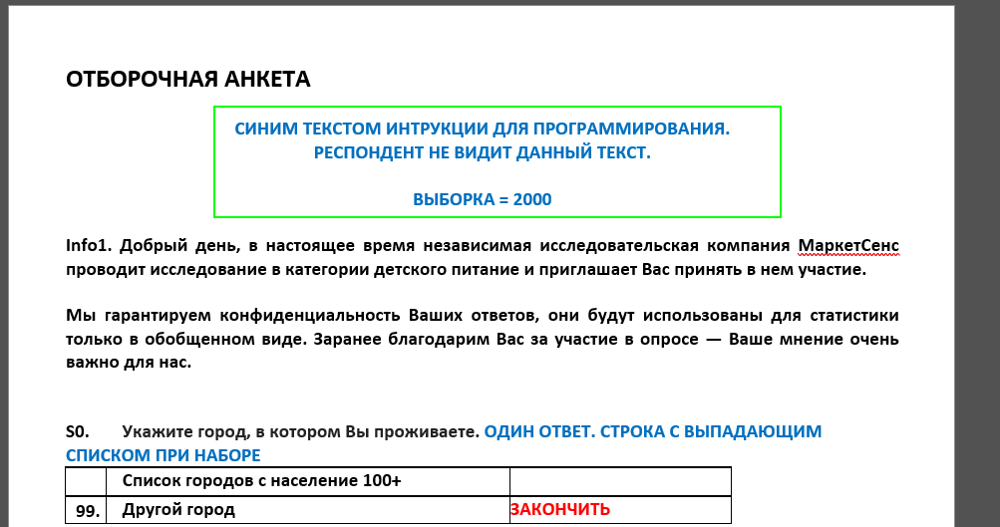 ОТБОРОЧНАЯ АНКЕТА
СИНИМ ТЕКСТОМ ИНТРУКЦИИ ДЛЯ ПРОГРАММИРОВАНИЯ.
РЕСПОНДЕНТ НЕ ВИДИТ ДАННЫЙ ТЕКСТ.
ВЫБОРКА = 2000
Info1. Добрый день, в настоящее время независимая исследовательская компания МаркетСенс
проводит исследование в категории детского питание и приглашает Вас принять в нем участие.
Мы гарантируем конфиденциальность Ваших ответов, они будут использованы для статистики
только в обобщенном виде. Заранее благодарим Вас за участие в опросе — Ваше мнение очень
важно для нас.
S0. Укажите город, в котором Вы проживаете. ОДИН ОТВЕТ. СТРОКА С ВЫПАДАЮЩИМ
СПИСКОМ ПРИ НАБОРЕ
Список городов с население 100+
99. Другой город ЗАКОНЧИТЬ